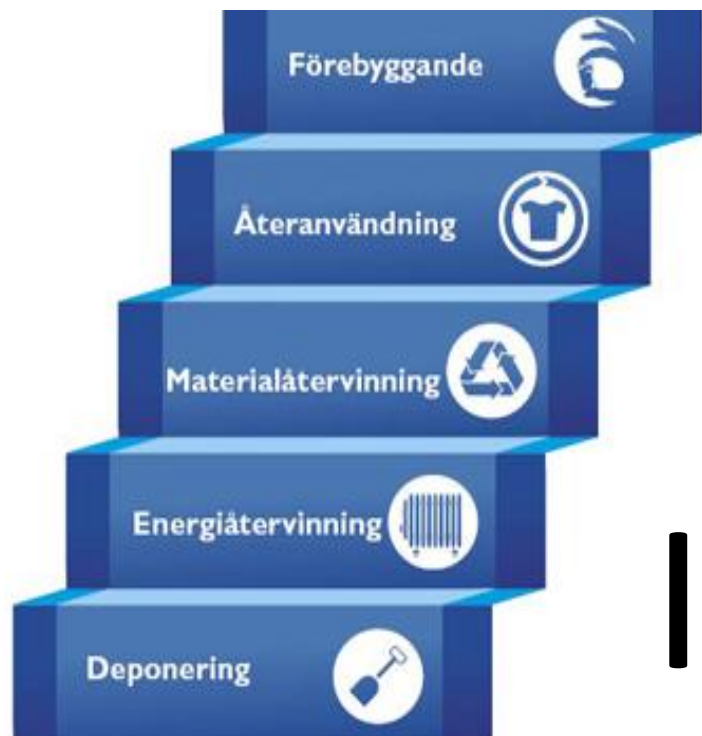 Förebyggande
Återanvändning
Materialåtervinning
Energiåtervinning
Deponering